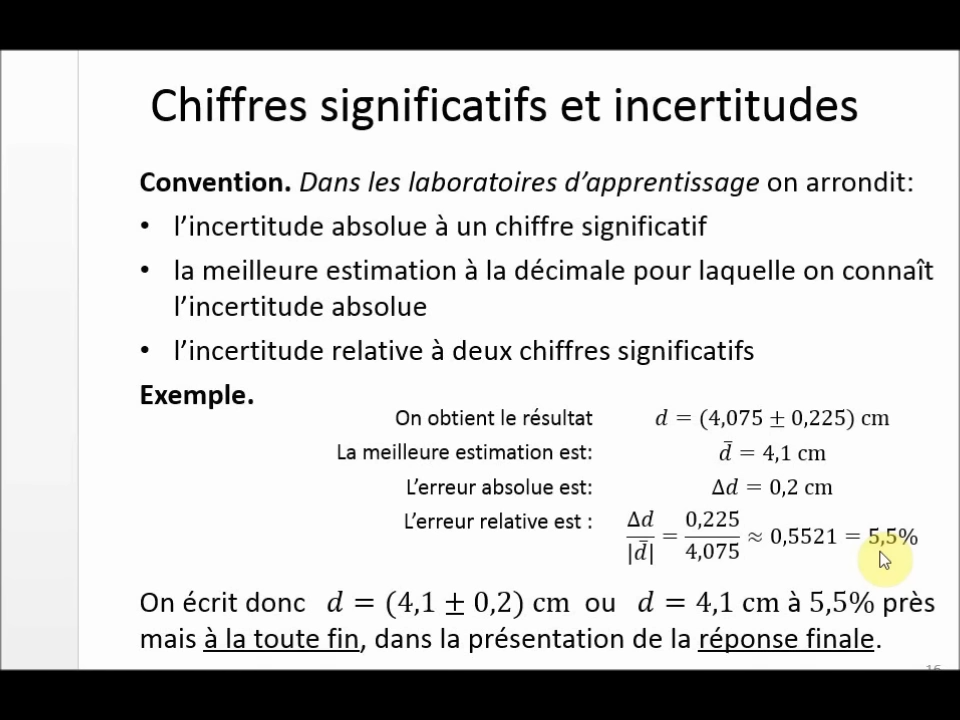 Chiffres significatifs et incertitudes
Convention. Dans les laboratoires d’apprentissage on arrondit:
• l’incertitude absolue à un chiffre significatif
• la meilleure estimation à la décimale pour laquelle on connaît
l’incertitude absolue
• l’incertitude relative à deux chiffres significatifs
Exemple.
On obtient le résultat d = (4,075 ± 0,225) cm
La meilleure estimation est: d̄ = 4,1 cm
L’erreur absolue est: Δd = 0,2 cm
L’erreur relative est : Δd/|d̄| = 0,225/4,075 ≈ 0,5521 = 5,5%
On écrit donc d = (4,1 ± 0,2) cm ou d = 4,1 cm à 5,5% près
mais à la toute fin, dans la présentation de la réponse finale.
16